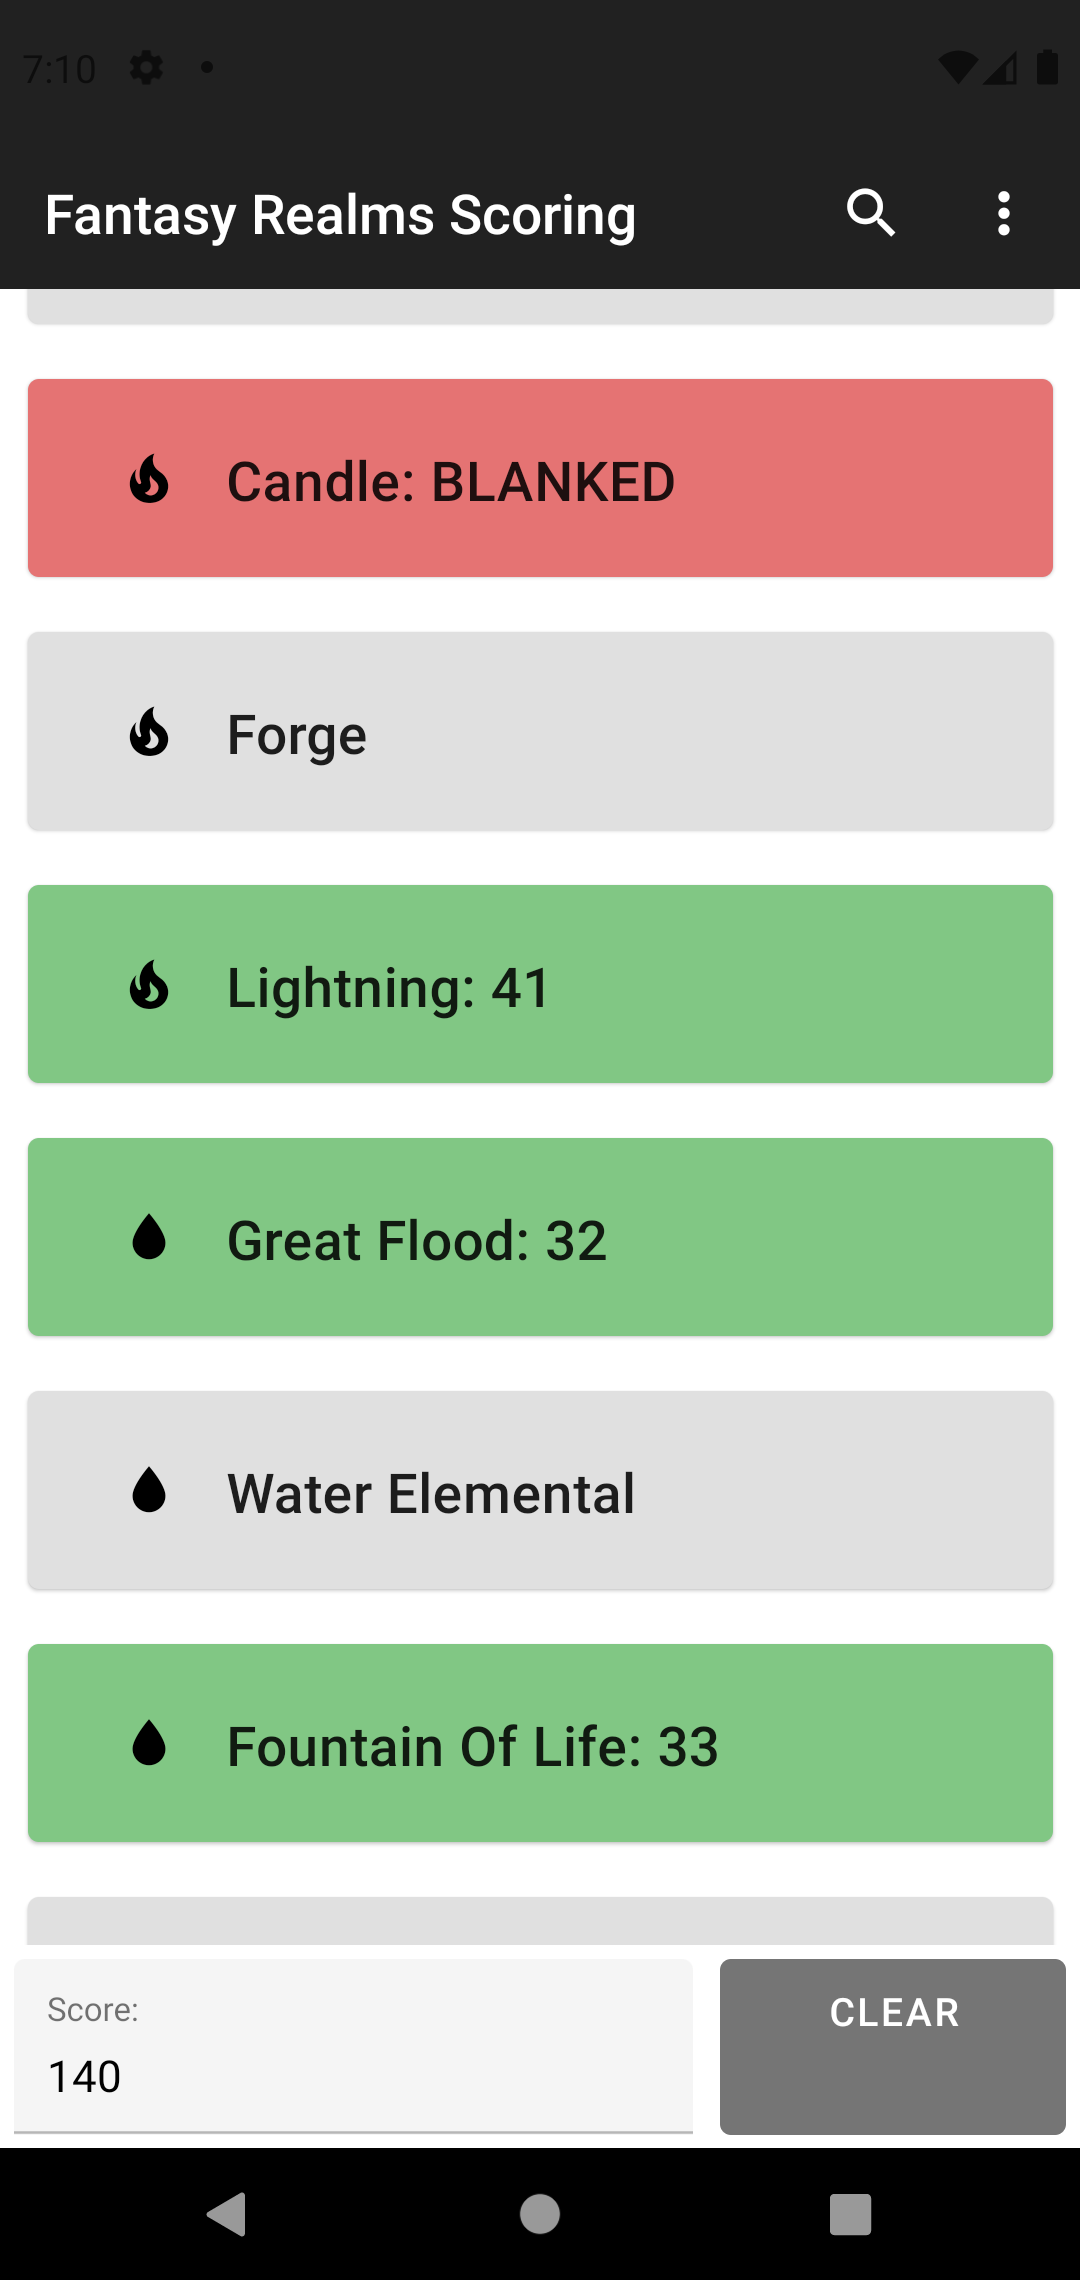 7:10
Fantasy Realms Scoring
Candle: BLANKED
Forge
Lightning: 41
Great Flood: 32
Water Elemental
Fountain Of Life: 33
Score:
140
CLEAR